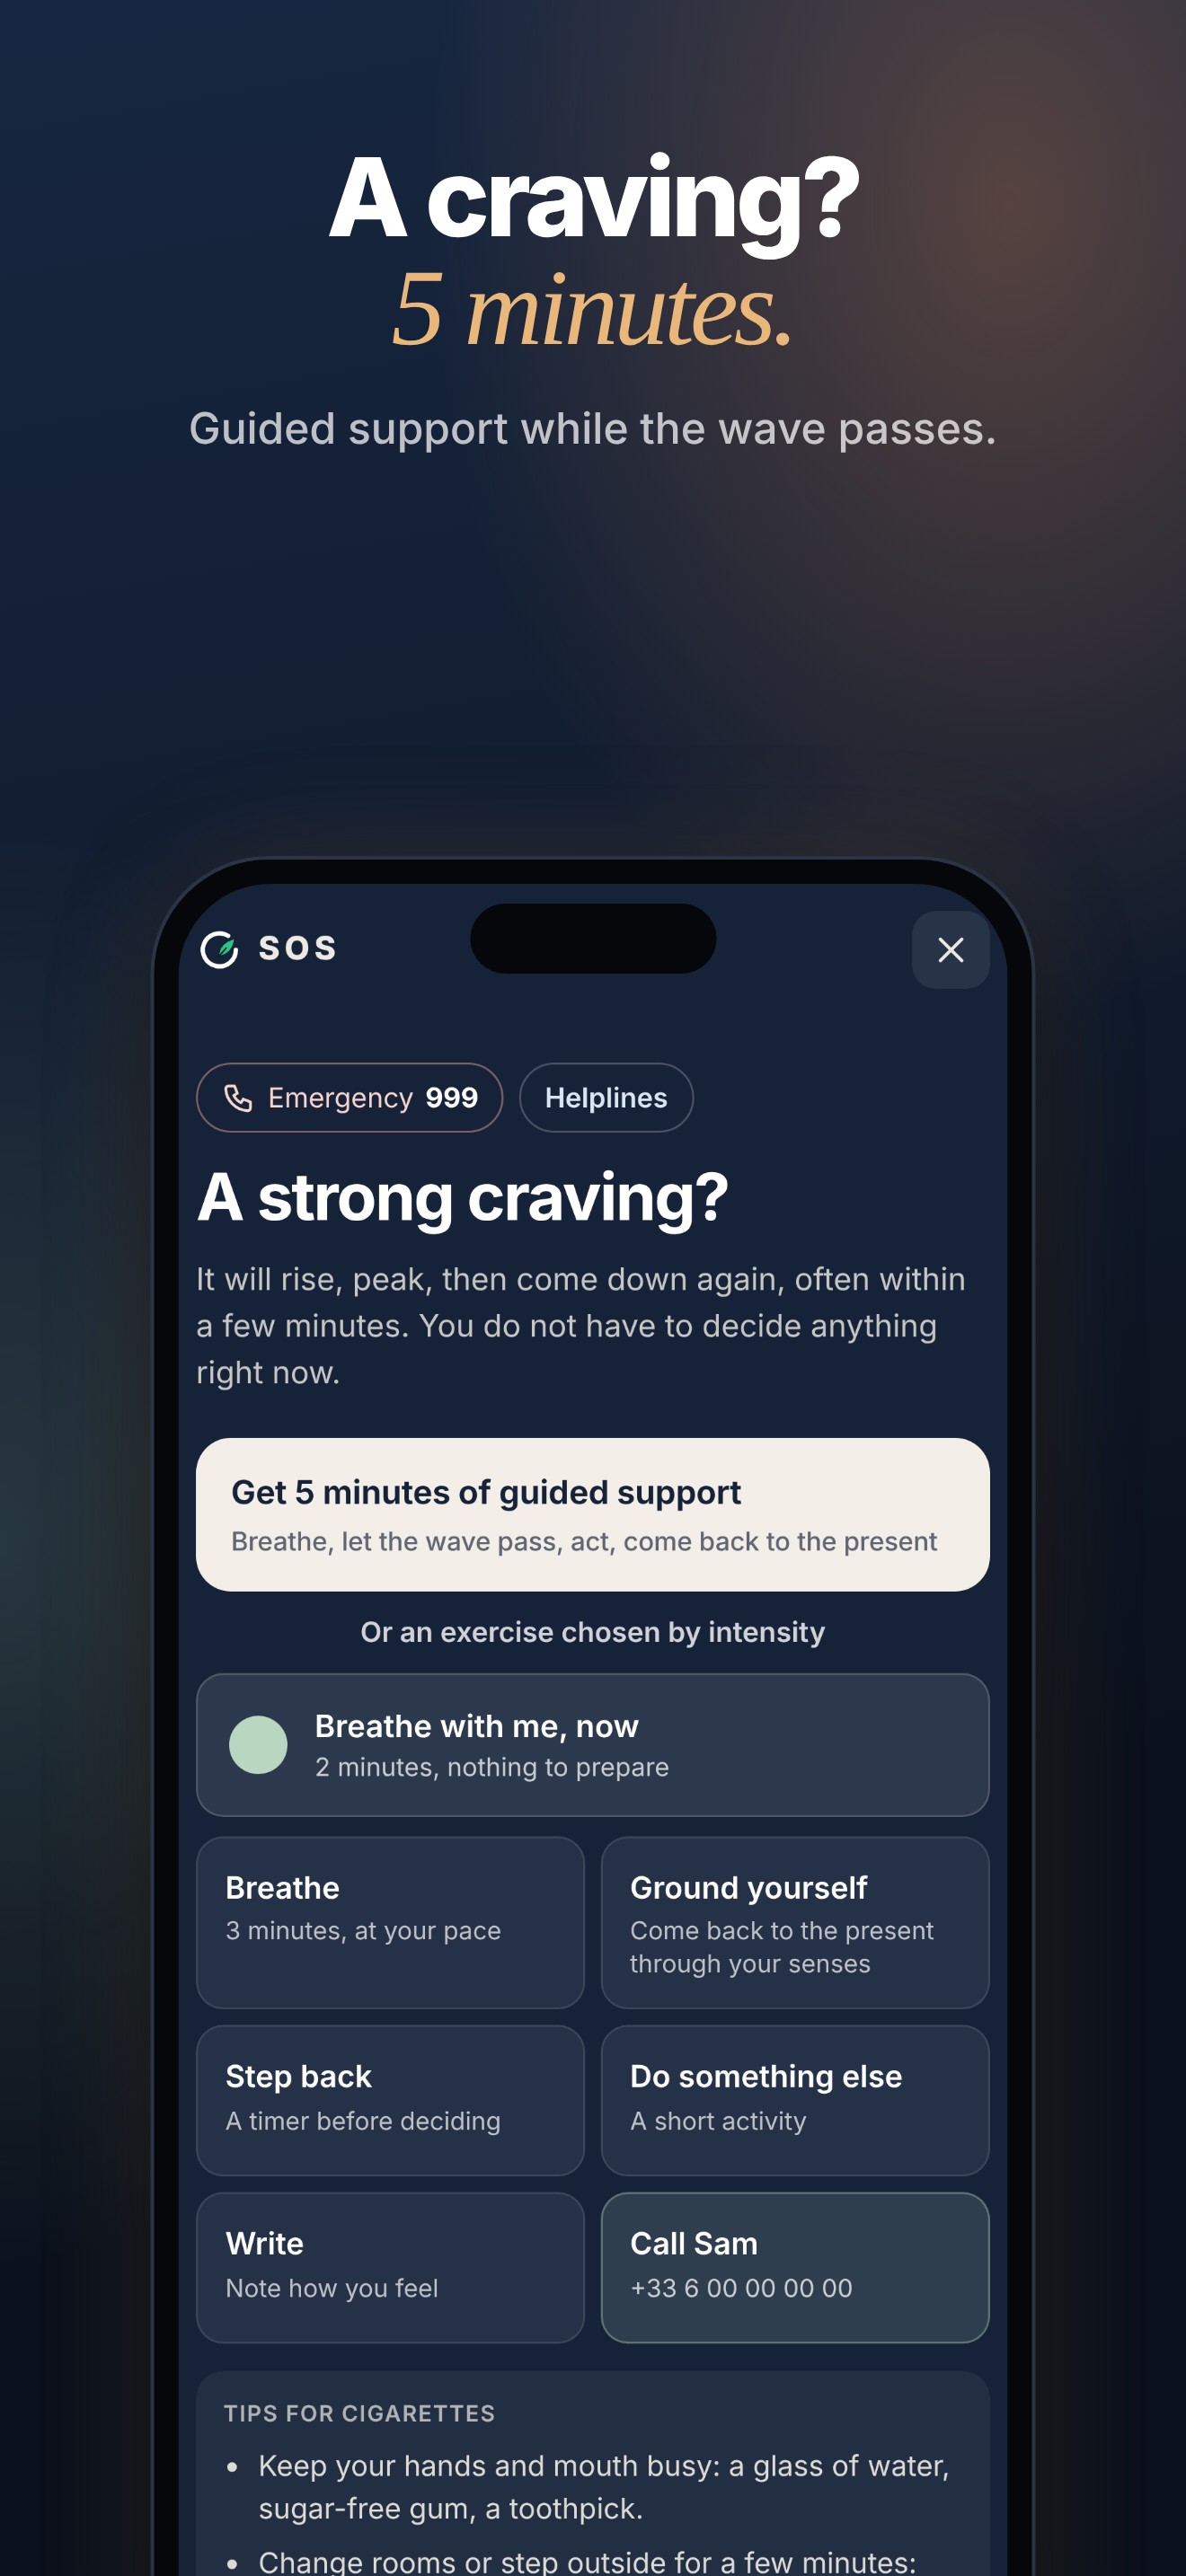 A craving?
5 minutes.
Guided support while the wave passes.
SOS
Emergency 999
Helplines
A strong craving?
It will rise, peak, then come down again, often within
a few minutes. You do not have to decide anything
right now.
Get 5 minutes of guided support
Breathe, let the wave pass, act, come back to the present
Or an exercise chosen by intensity
Breathe with me, now
2 minutes, nothing to prepare
Breathe
3 minutes, at your pace
Ground yourself
Come back to the present
through your senses
Step back
A timer before deciding
Do something else
A short activity
Write
Note how you feel
Call Sam
+33 6 00 00 00 00
TIPS FOR CIGARETTES
• Keep your hands and mouth busy: a glass of water,
sugar-free gum, a toothpick.
• Change rooms or step outside for a few minutes: